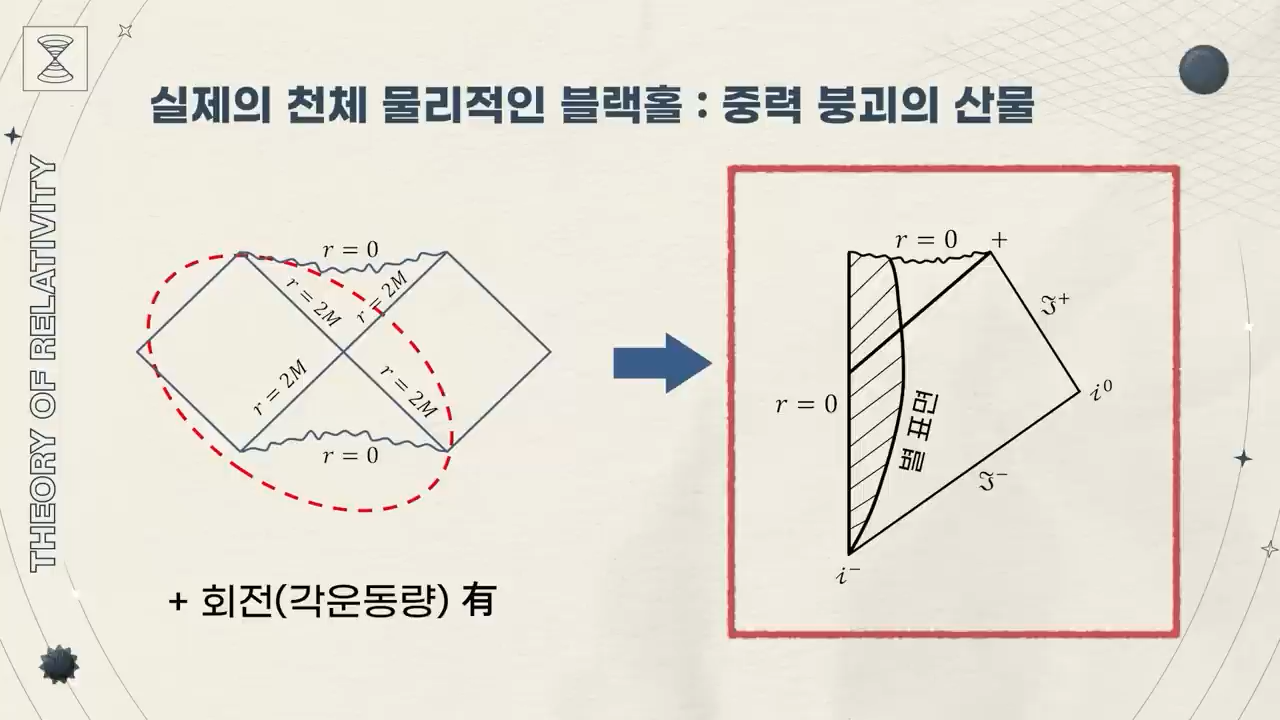 실제의 천체 물리적인 블랙홀 : 중력 붕괴의 산물
THEORY OF RELATIVITY
r = 0
r = 2M
r = 2M
r = 2M
r = 2M
r = 0
+ 회전(각운동량) 有
r = 0
+
ℑ⁺
r = 0
i⁰
별 표면
ℑ⁻
i⁻